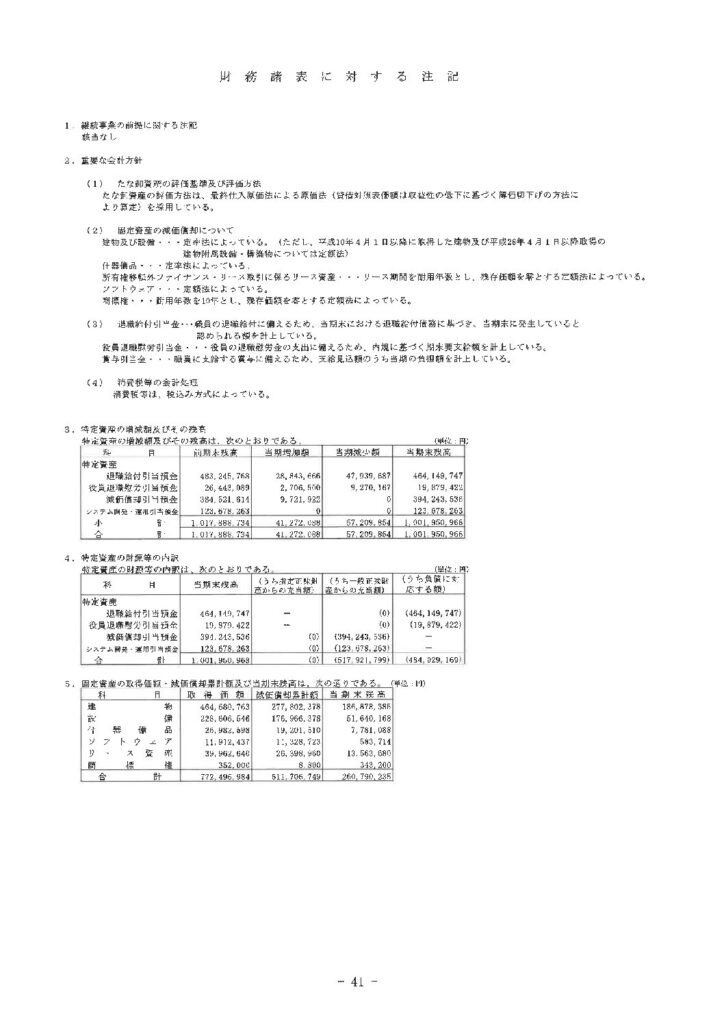 財務諸表に対する注記
1．継続事業の前提に関する注記
該当なし
2．重要な会計方針
（1）　たな卸資産の評価基準及び評価方法
たな卸資産の評価方法は、最終仕入原価法による原価法（貸借対照表価額は収益性の低下に基づく簿価切下げの方法に
より算定）を採用している。
（2）　固定資産の減価償却について
建物及び設備・・・定率法によっている。（ただし、平成10年4月1日以降に取得した建物及び平成28年4月1日以降取得の
建物附属設備・構築物については定額法）
什器備品・・・定率法によっている。
所有権移転外ファイナンス・リース取引に係るリース資産・・・リース期間を耐用年数とし、残存価額を零とする定額法によっている。
ソフトウェア・・・定額法によっている。
商標権・・・耐用年数を10年とし、残存価額を零とする定額法によっている。
（3）　退職給付引当金・・・職員の退職給付に備えるため、当期末における退職給付債務に基づき、当期末に発生していると
認められる額を計上している。
役員退職慰労引当金・・・役員の退職慰労金の支出に備えるため、内規に基づく期末要支給額を計上している。
賞与引当金・・・職員に支給する賞与に備えるため、支給見込額のうち当期の負担額を計上している。
（4）　消費税等の会計処理
消費税等は、税込み方式によっている。
3．特定資産の増減額及びその残高
特定資産の増減額及びその残高は、次のとおりである。 （単位：円）
科　目 前期末残高 当期増加額 当期減少額 当期末残高
特定資産
退職給付引当預金 483,245,768 28,843,666 47,939,687 464,149,747
役員退職慰労引当預金 26,443,089 2,706,500 9,270,167 19,879,422
減価償却引当預金 384,521,614 9,721,922 0 394,243,536
システム開発・運用引当預金 123,678,263 0 0 123,678,263
小　計 1,017,888,734 41,272,088 57,209,854 1,001,950,968
合　計 1,017,888,734 41,272,088 57,209,854 1,001,950,968
4．特定資産の財源等の内訳
特定資産の財源等の内訳は、次のとおりである。 （単位：円）
科　目 当期末残高 （うち指定正味財産からの充当額） （うち一般正味財産からの充当額） （うち負債に対応する額）
特定資産
退職給付引当預金 464,149,747 － (0) (464,149,747)
役員退職慰労引当預金 19,879,422 － (0) (19,879,422)
減価償却引当預金 394,243,536 (0) (394,243,536) －
システム開発・運用引当預金 123,678,263 (0) (123,678,263) －
合　計 1,001,950,968 (0) (517,921,799) (484,029,169)
5．固定資産の取得価額・減価償却累計額及び当期末残高は、次の通りである。（単位：円）
科　目 取得価額 減価償却累計額 当期末残高
建物 464,680,763 277,802,378 186,878,385
設備 228,606,546 176,966,378 51,640,168
什器備品 26,982,598 19,201,510 7,781,088
ソフトウェア 11,912,437 11,328,723 583,714
リース資産 39,962,640 26,398,960 13,563,680
商標権 352,000 8,800 343,200
合計 772,496,984 511,706,749 260,790,235
－ 41 －